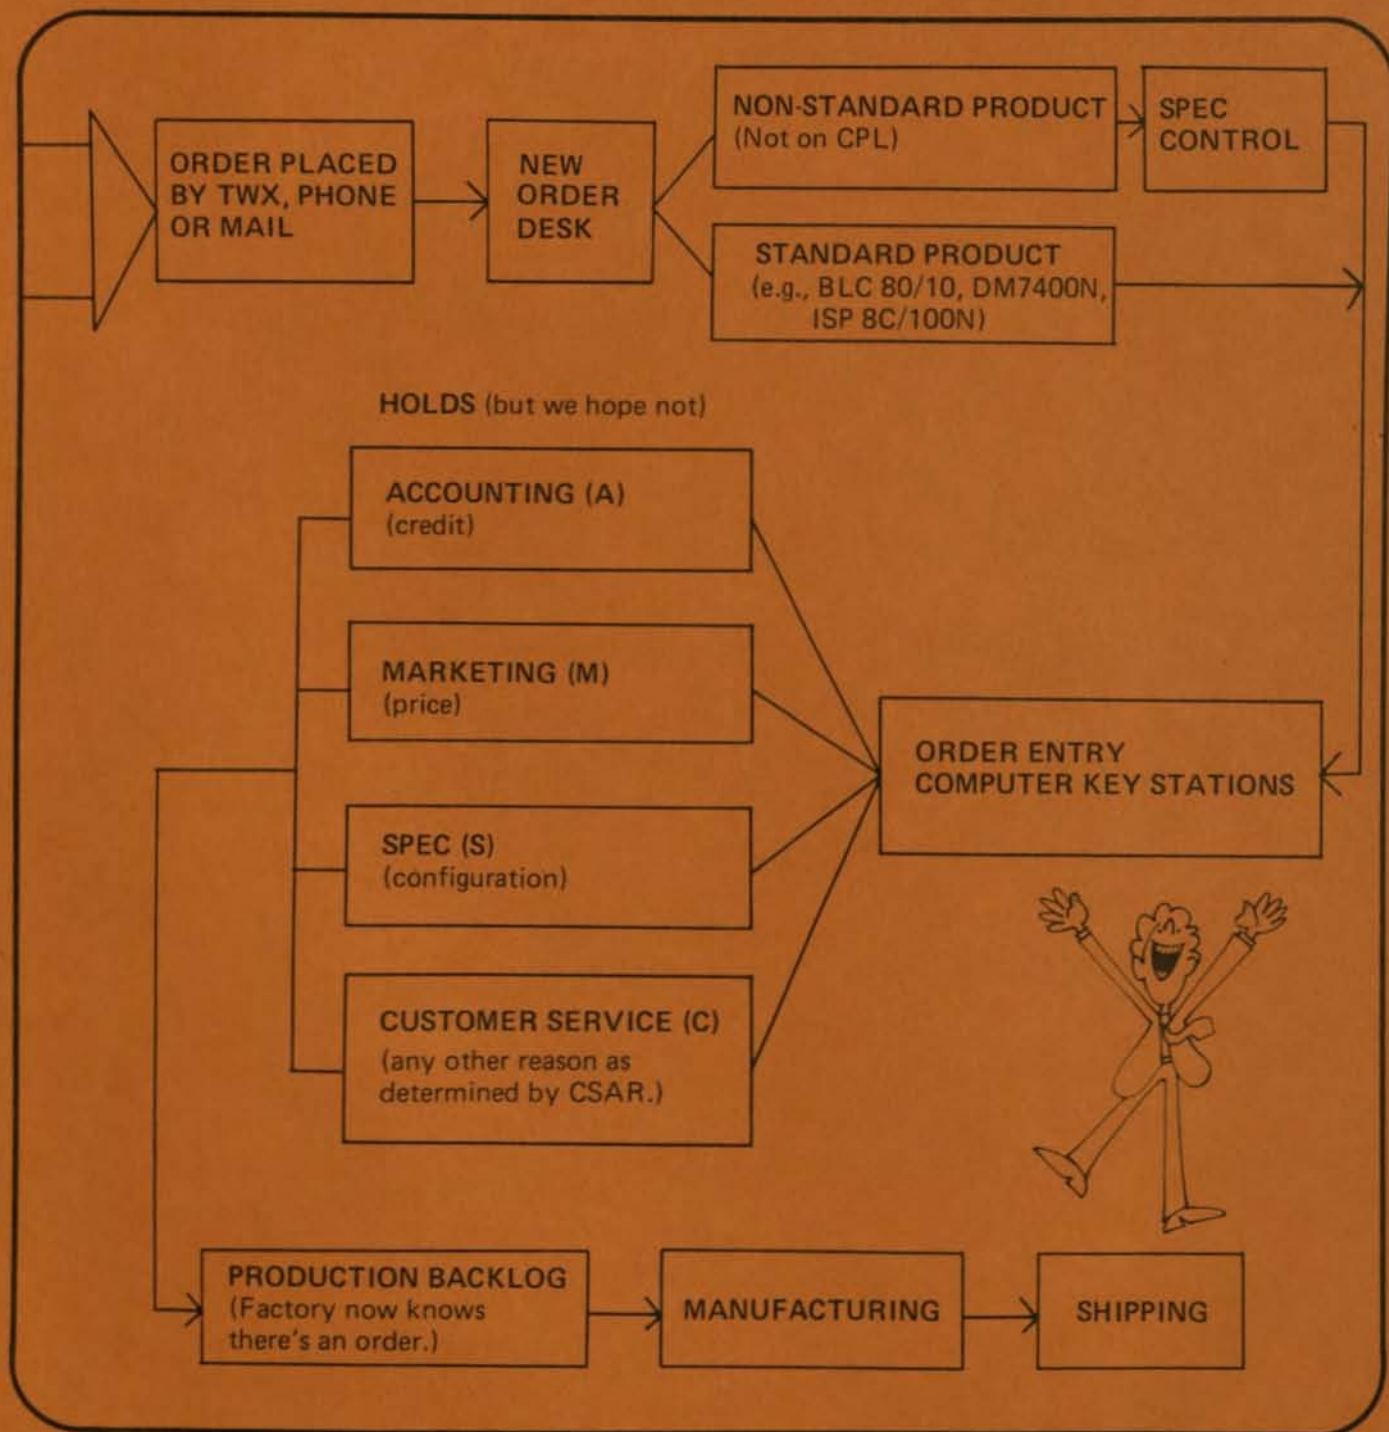 ORDER PLACED
BY TWX, PHONE
OR MAIL
NEW
ORDER
DESK
NON-STANDARD PRODUCT
(Not on CPL)
SPEC
CONTROL
STANDARD PRODUCT
(e.g., BLC 80/10, DM7400N,
ISP 8C/100N)
HOLDS (but we hope not)
ACCOUNTING (A)
(credit)
MARKETING (M)
(price)
SPEC (S)
(configuration)
CUSTOMER SERVICE (C)
(any other reason as
determined by CSAR.)
ORDER ENTRY
COMPUTER KEY STATIONS
PRODUCTION BACKLOG
(Factory now knows
there's an order.)
MANUFACTURING
SHIPPING